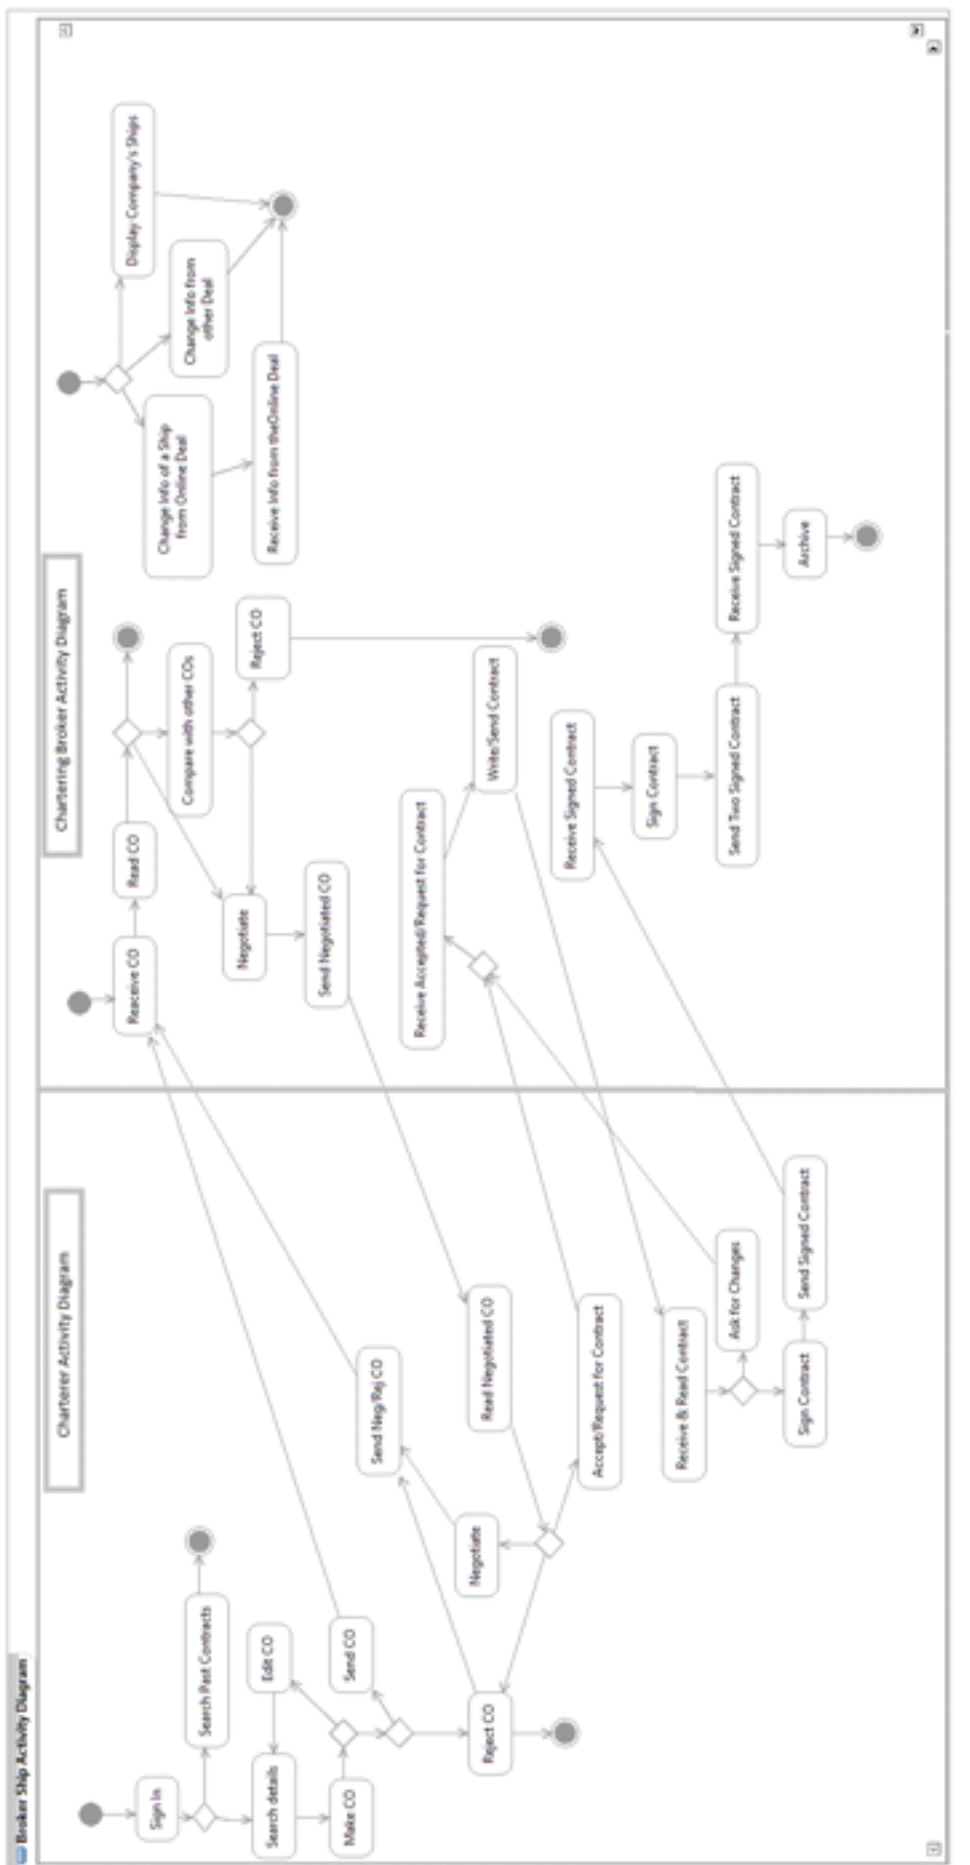 Broker Ship Activity Diagram
Charterer Activity Diagram
Sign In
Search Past Contracts
Search details
Edit CO
Make CO
Send CO
Send Neg/Rej CO
Read Negotiated CO
Negotiate
Reject CO
Accept/Request for Contract
Receive & Read Contract
Ask for Changes
Sign Contract
Send Signed Contract
Chartering Broker Activity Diagram
Reaceive CO
Read CO
Compare with other COs
Reject CO
Negotiate
Send Negotiated CO
Receive Accepted/Request for Contract
Write/Send Contract
Receive Signed Contract
Sign Contract
Send Two Signed Contract
Receive Signed Contract
Archive
Display Company's Ships
Change Info from
other Deal
Change Info of a Ship
from Online Deal
Receive Info from theOnline Deal